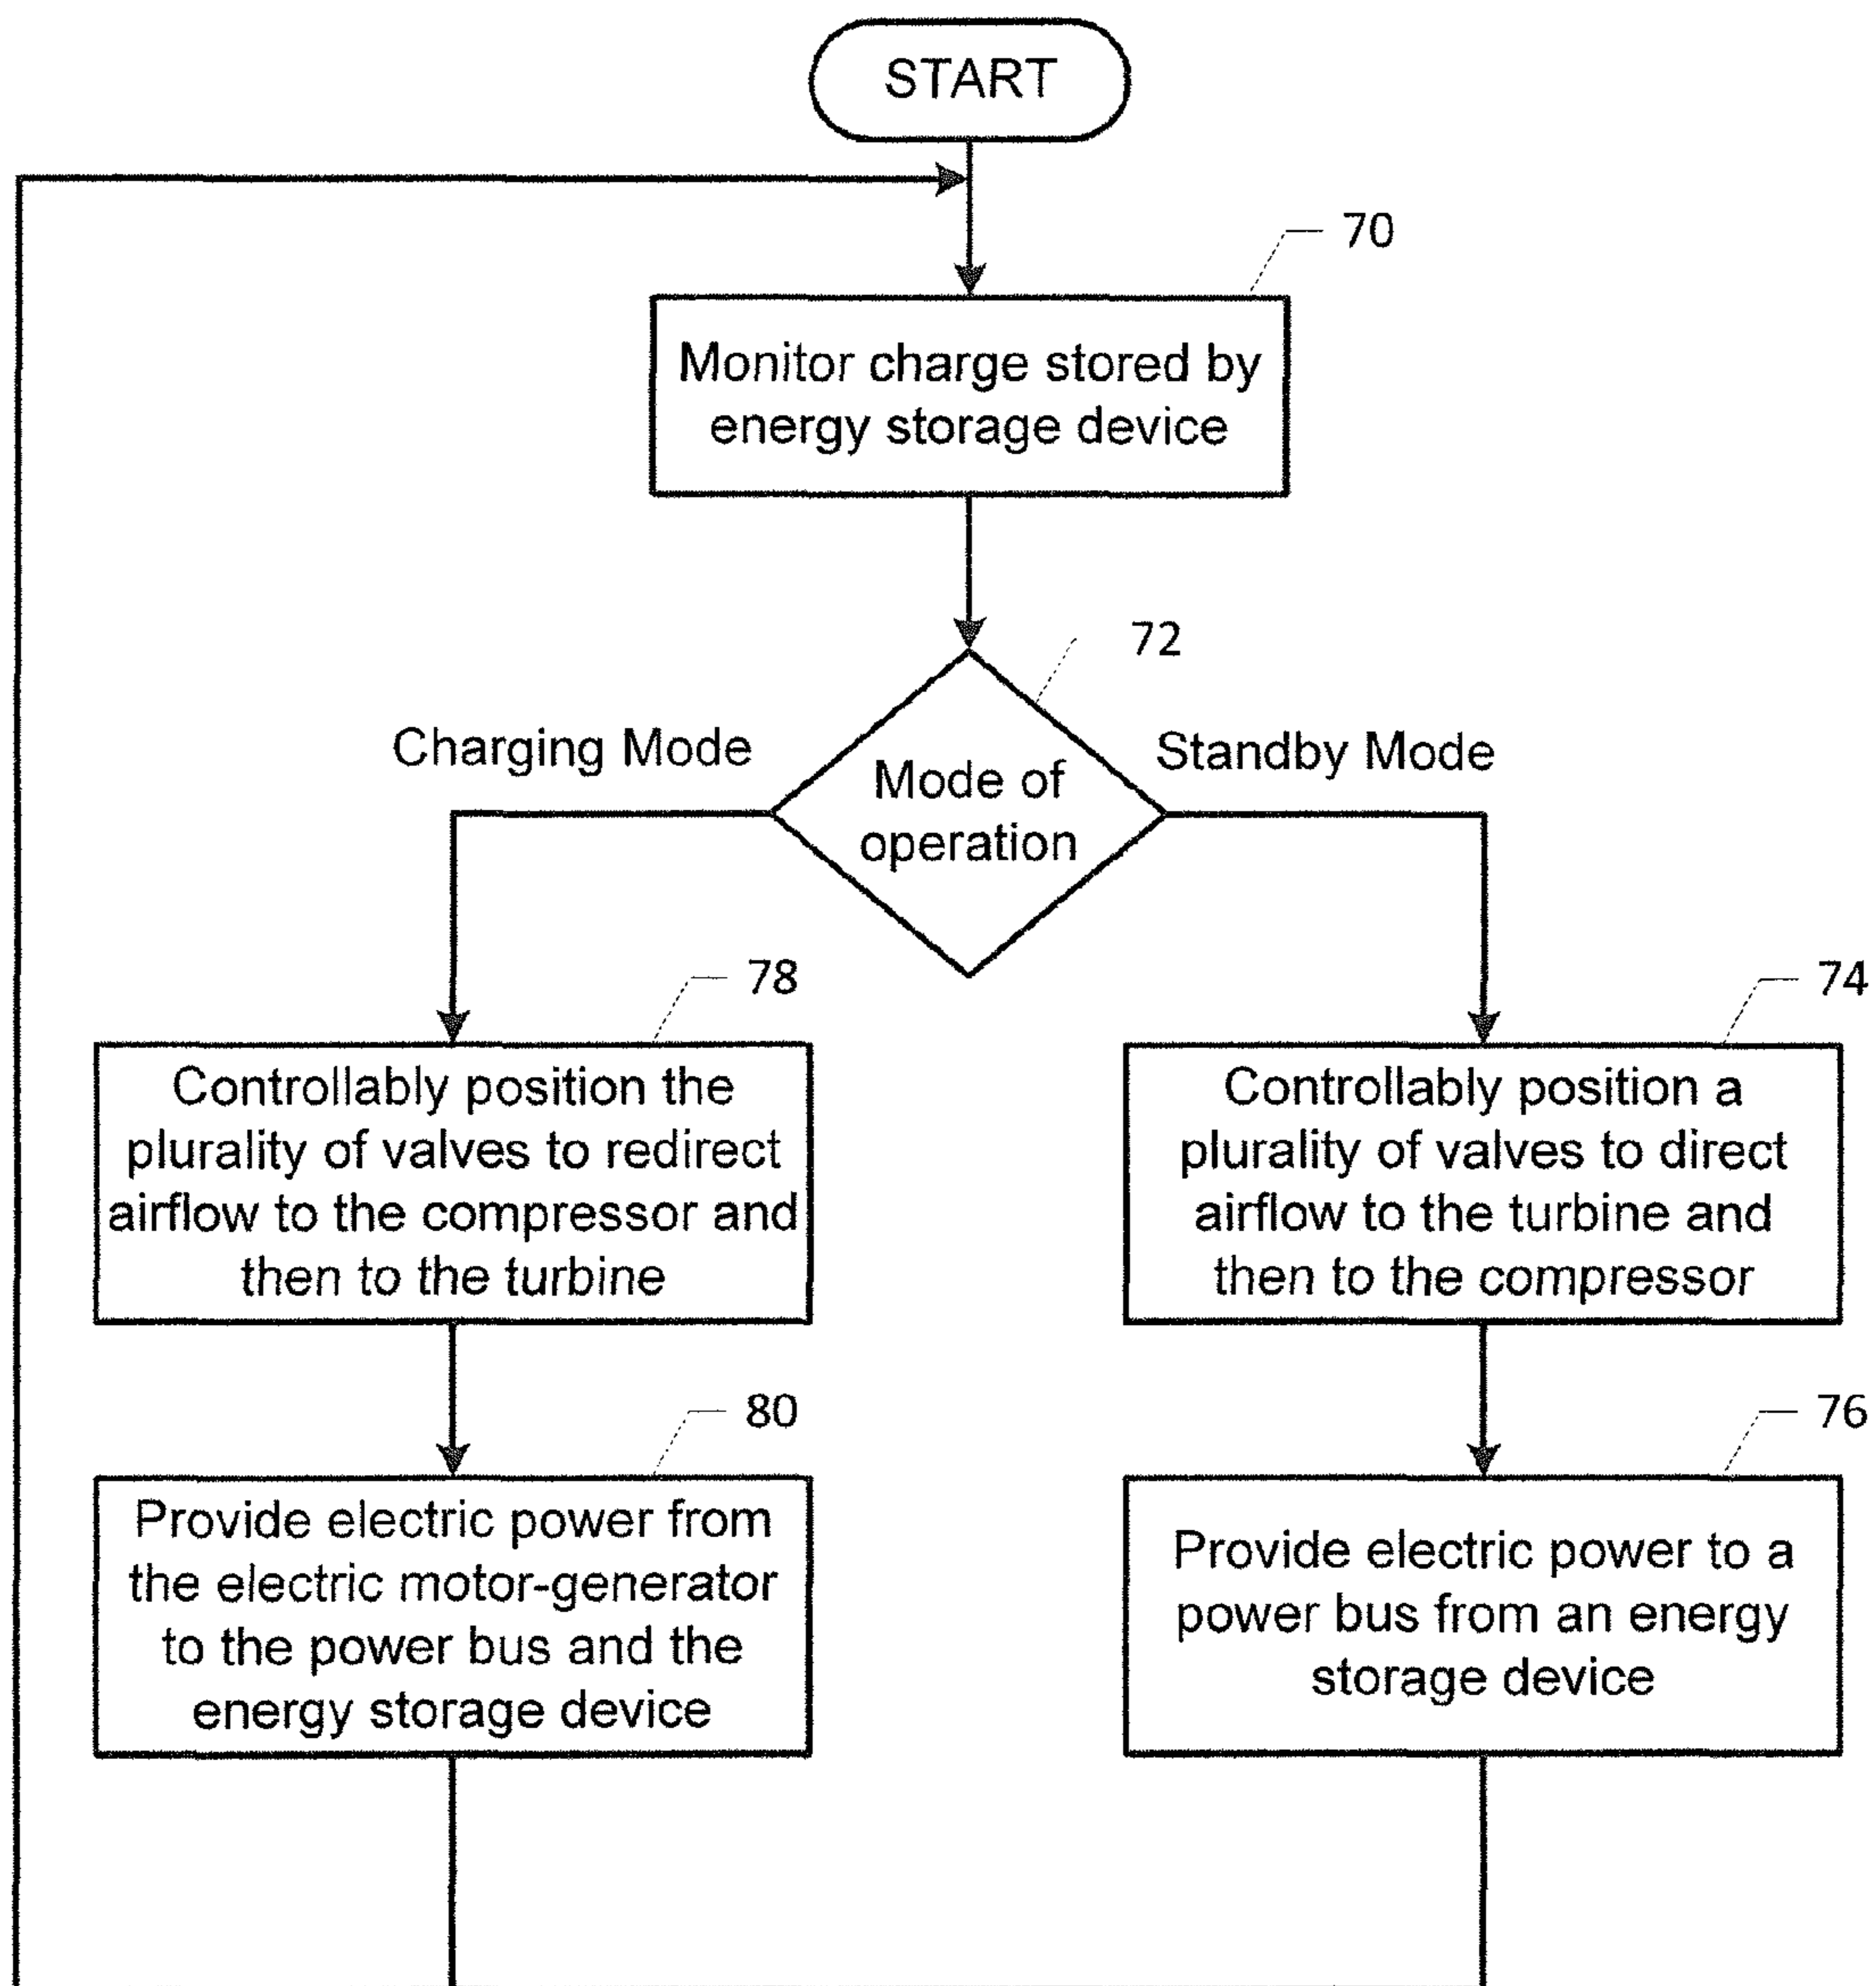 START
70
Monitor charge stored by
energy storage device
72
Charging Mode
Standby Mode
Mode of
operation
78
Controllably position the
plurality of valves to redirect
airflow to the compressor and
then to the turbine
74
Controllably position a
plurality of valves to direct
airflow to the turbine and
then to the compressor
80
Provide electric power from
the electric motor-generator
to the power bus and the
energy storage device
76
Provide electric power to a
power bus from an energy
storage device